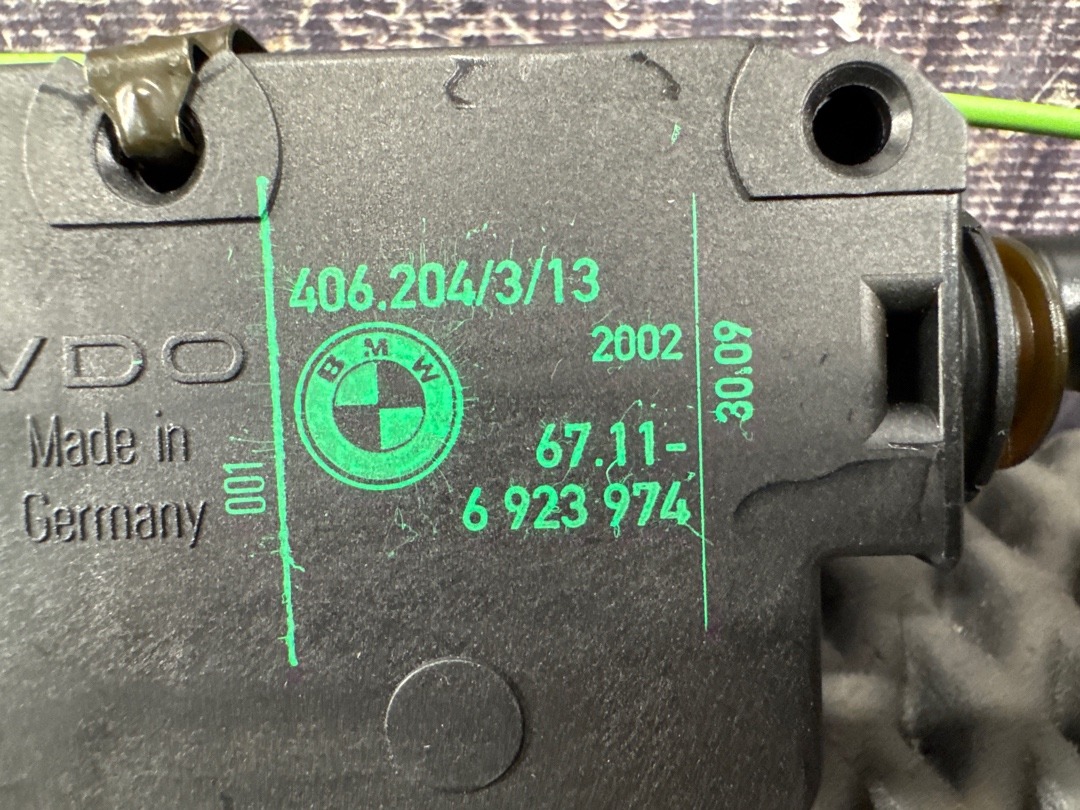 406.204/3/13
BMW
2002
30.09
67.11-
6 923 974
001
VDO
Made in
Germany